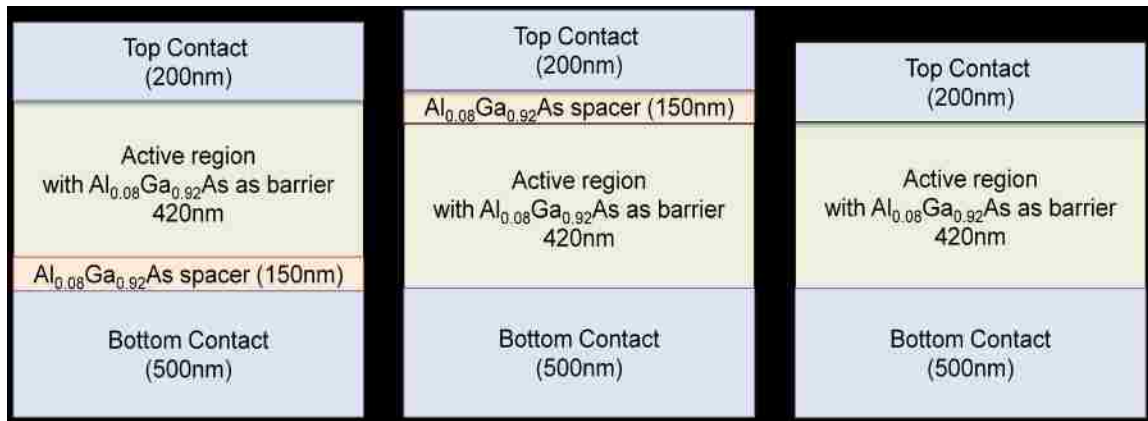 Top Contact
(200nm)
Active region
with Al₀.₀₈Ga₀.₉₂As as barrier
420nm
Al₀.₀₈Ga₀.₉₂As spacer (150nm)
Bottom Contact
(500nm)
Top Contact
(200nm)
Al₀.₀₈Ga₀.₉₂As spacer (150nm)
Active region
with Al₀.₀₈Ga₀.₉₂As as barrier
420nm
Bottom Contact
(500nm)
Top Contact
(200nm)
Active region
with Al₀.₀₈Ga₀.₉₂As as barrier
420nm
Bottom Contact
(500nm)